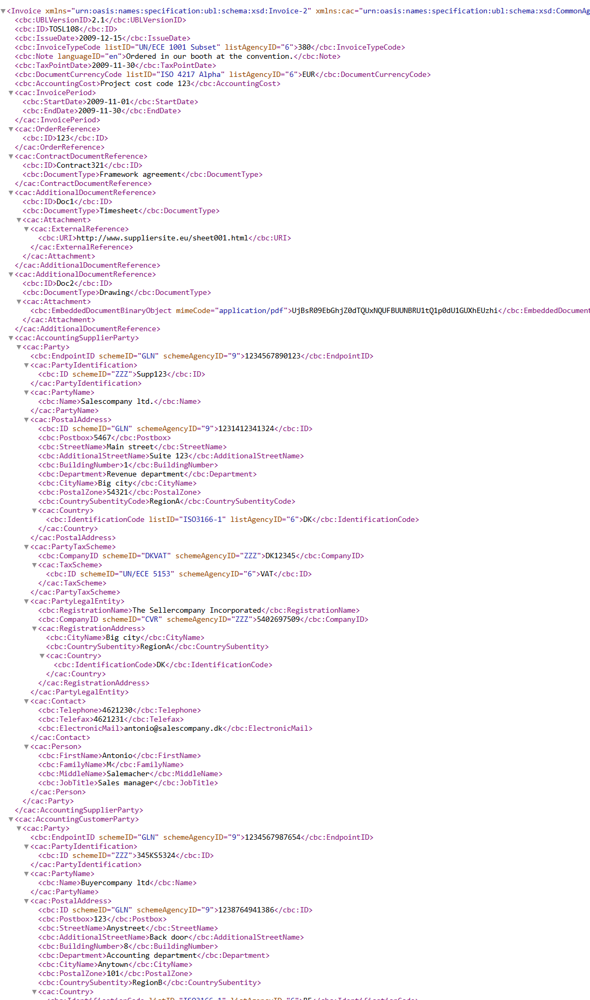 <Invoice xmlns="urn:oasis:names:specification:ubl:schema:xsd:Invoice-2" xmlns:cac="urn:oasis:names:specification:ubl:schema:xsd:CommonAg
<cbc:UBLVersionID>2.1</cbc:UBLVersionID>
<cbc:ID>TOSL108</cbc:ID>
<cbc:IssueDate>2009-12-15</cbc:IssueDate>
<cbc:InvoiceTypeCode listID="UN/ECE 1001 Subset" listAgencyID="6">380</cbc:InvoiceTypeCode>
<cbc:Note languageID="en">Ordered in our booth at the convention.</cbc:Note>
<cbc:TaxPointDate>2009-11-30</cbc:TaxPointDate>
<cbc:DocumentCurrencyCode listID="ISO 4217 Alpha" listAgencyID="6">EUR</cbc:DocumentCurrencyCode>
<cbc:AccountingCost>Project cost code 123</cbc:AccountingCost>
<cac:InvoicePeriod>
<cbc:StartDate>2009-11-01</cbc:StartDate>
<cbc:EndDate>2009-11-30</cbc:EndDate>
</cac:InvoicePeriod>
<cac:OrderReference>
<cbc:ID>123</cbc:ID>
</cac:OrderReference>
<cac:ContractDocumentReference>
<cbc:ID>Contract321</cbc:ID>
<cbc:DocumentType>Framework agreement</cbc:DocumentType>
</cac:ContractDocumentReference>
<cac:AdditionalDocumentReference>
<cbc:ID>Doc1</cbc:ID>
<cbc:DocumentType>Timesheet</cbc:DocumentType>
<cac:Attachment>
<cac:ExternalReference>
<cbc:URI>http://www.suppliersite.eu/sheet001.html</cbc:URI>
</cac:ExternalReference>
</cac:Attachment>
</cac:AdditionalDocumentReference>
<cac:AdditionalDocumentReference>
<cbc:ID>Doc2</cbc:ID>
<cbc:DocumentType>Drawing</cbc:DocumentType>
<cac:Attachment>
<cbc:EmbeddedDocumentBinaryObject mimeCode="application/pdf">UjBsR09EbGhjZ0dTQUxNQUFBUUNBRU1tQ1p0dU1GUXhEUzhi</cbc:EmbeddedDocument
</cac:Attachment>
</cac:AdditionalDocumentReference>
<cac:AccountingSupplierParty>
<cac:Party>
<cbc:EndpointID schemeID="GLN" schemeAgencyID="9">1234567890123</cbc:EndpointID>
<cac:PartyIdentification>
<cbc:ID schemeID="ZZZ">Supp123</cbc:ID>
</cac:PartyIdentification>
<cac:PartyName>
<cbc:Name>Salescompany ltd.</cbc:Name>
</cac:PartyName>
<cac:PostalAddress>
<cbc:ID schemeID="GLN" schemeAgencyID="9">1231412341324</cbc:ID>
<cbc:Postbox>5467</cbc:Postbox>
<cbc:StreetName>Main street</cbc:StreetName>
<cbc:AdditionalStreetName>Suite 123</cbc:AdditionalStreetName>
<cbc:BuildingNumber>1</cbc:BuildingNumber>
<cbc:Department>Revenue department</cbc:Department>
<cbc:CityName>Big city</cbc:CityName>
<cbc:PostalZone>54321</cbc:PostalZone>
<cbc:CountrySubentityCode>RegionA</cbc:CountrySubentityCode>
<cac:Country>
<cbc:IdentificationCode listID="ISO3166-1" listAgencyID="6">DK</cbc:IdentificationCode>
</cac:Country>
</cac:PostalAddress>
<cac:PartyTaxScheme>
<cbc:CompanyID schemeID="DKVAT" schemeAgencyID="ZZZ">DK12345</cbc:CompanyID>
<cac:TaxScheme>
<cbc:ID schemeID="UN/ECE 5153" schemeAgencyID="6">VAT</cbc:ID>
</cac:TaxScheme>
</cac:PartyTaxScheme>
<cac:PartyLegalEntity>
<cbc:RegistrationName>The Sellercompany Incorporated</cbc:RegistrationName>
<cbc:CompanyID schemeID="CVR" schemeAgencyID="ZZZ">5402697509</cbc:CompanyID>
<cac:RegistrationAddress>
<cbc:CityName>Big city</cbc:CityName>
<cbc:CountrySubentity>RegionA</cbc:CountrySubentity>
<cac:Country>
<cbc:IdentificationCode>DK</cbc:IdentificationCode>
</cac:Country>
</cac:RegistrationAddress>
</cac:PartyLegalEntity>
<cac:Contact>
<cbc:Telephone>4621230</cbc:Telephone>
<cbc:Telefax>4621231</cbc:Telefax>
<cbc:ElectronicMail>antonio@salescompany.dk</cbc:ElectronicMail>
</cac:Contact>
<cac:Person>
<cbc:FirstName>Antonio</cbc:FirstName>
<cbc:FamilyName>M</cbc:FamilyName>
<cbc:MiddleName>Salemacher</cbc:MiddleName>
<cbc:JobTitle>Sales manager</cbc:JobTitle>
</cac:Person>
</cac:Party>
</cac:AccountingSupplierParty>
<cac:AccountingCustomerParty>
<cac:Party>
<cbc:EndpointID schemeID="GLN" schemeAgencyID="9">1234567987654</cbc:EndpointID>
<cac:PartyIdentification>
<cbc:ID schemeID="ZZZ">345KS5324</cbc:ID>
</cac:PartyIdentification>
<cac:PartyName>
<cbc:Name>Buyercompany ltd</cbc:Name>
</cac:PartyName>
<cac:PostalAddress>
<cbc:ID schemeID="GLN" schemeAgencyID="9">1238764941386</cbc:ID>
<cbc:Postbox>123</cbc:Postbox>
<cbc:StreetName>Anystreet</cbc:StreetName>
<cbc:AdditionalStreetName>Back door</cbc:AdditionalStreetName>
<cbc:BuildingNumber>8</cbc:BuildingNumber>
<cbc:Department>Accounting department</cbc:Department>
<cbc:CityName>Anytown</cbc:CityName>
<cbc:PostalZone>101</cbc:PostalZone>
<cbc:CountrySubentity>RegionB</cbc:CountrySubentity>
<cac:Country>